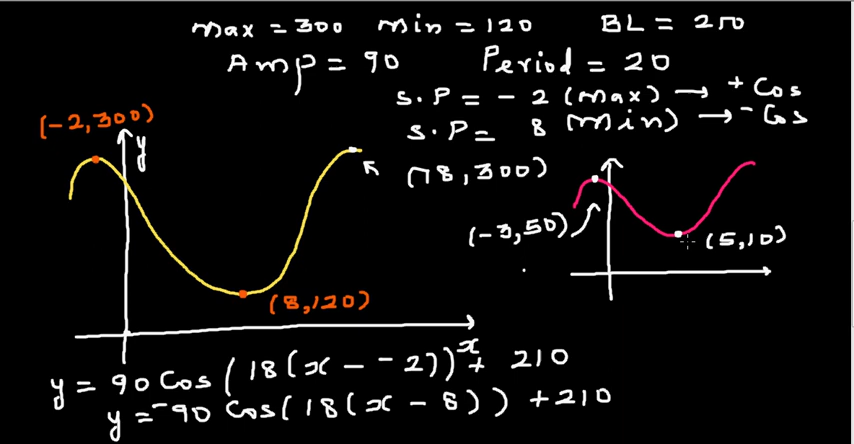 max = 300 min = 120 BL = 210
Amp = 90 Period = 20
S.P = - 2 (max) → + Cos
S.P = 8 (min) → - Cos
(-2,300)
y
(18,300)
(-3,50)
(5,10)
(8,120)
x
y = 90 Cos (18(x - -2)) + 210
y = -90 Cos(18(x - 8)) + 210